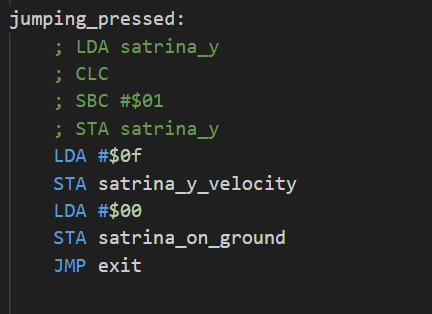 jumping_pressed:
; LDA satrina_y
; CLC
; SBC #$01
; STA satrina_y
LDA #$0f
STA satrina_y_velocity
LDA #$00
STA satrina_on_ground
JMP exit